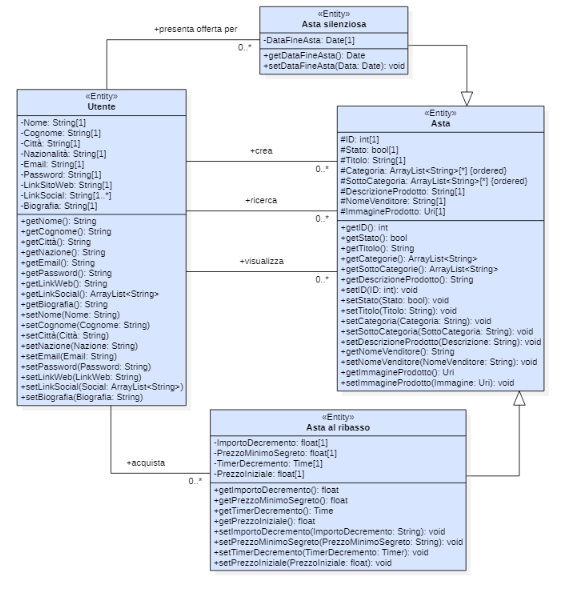 «Entity»
Asta silenziosa
-DataFineAsta: Date[1]
+getDataFineAsta(): Date
+setDataFineAsta(Data: Date): void
+presenta offerta per
0..*
«Entity»
Utente
-Nome: String[1]
-Cognome: String[1]
-Città: String[1]
-Nazionalità: String[1]
-Email: String[1]
-Password: String[1]
-LinkSitoWeb: String[1]
-LinkSocial: String[1..*]
-Biografia: String[1]
+getNome(): String
+getCognome(): String
+getCittà(): String
+getNazione(): String
+getEmail(): String
+getPassword(): String
+getLinkWeb(): String
+getLinkSocial(): ArrayList<String>
+getBiografia(): String
+setNome(Nome: String)
+setCognome(Cognome: String)
+setCittà(Città: String)
+setNazione(Nazione: String)
+setEmail(Email: String)
+setPassword(Password: String)
+setLinkWeb(LinkWeb: String)
+setLinkSocial(Social: ArrayList<String>)
+setBiografia(Biografia: String)
+crea
0..*
+ricerca
0..*
+visualizza
0..*
«Entity»
Asta
#ID: int[1]
#Stato: bool[1]
#Titolo: String[1]
#Categoria: ArrayList<String>[*] {ordered}
#SottoCategoria: ArrayList<String>[*] {ordered}
#DescrizioneProdotto: String[1]
#NomeVenditore: String[1]
#ImmagineProdotto: Uri[1]
+getID(): int
+getStato(): bool
+getTitolo(): String
+getCategorie(): ArrayList<String>
+getSottoCategorie(): ArrayList<String>
+getDescrizioneProdotto(): String
+setID(ID: int): void
+setStato(Stato: bool): void
+setTitolo(Titolo: String): void
+setCategoria(Categoria: String): void
+setSottoCategoria(SottoCategoria: String): void
+setDescrizioneProdotto(Descrizione: String): void
+getNomeVenditore(): String
+setNomeVenditore(NomeVenditore: String): void
+getImmagineProdotto(): Uri
+setImmagineProdotto(Immagine: Uri): void
+acquista
0..*
«Entity»
Asta al ribasso
-ImportoDecremento: float[1]
-PrezzoMinimoSegreto: float[1]
-TimerDecremento: Time[1]
-PrezzoIniziale: float[1]
+getImportoDecremento(): float
+getPrezzoMinimoSegreto(): float
+getTimerDecremento(): Time
+getPrezzoIniziale(): float
+setImportoDecremento(ImportoDecremento: String): void
+setPrezzoMinimoSegreto(PrezzoMinimoSegreto: String): void
+setTimerDecremento(TimerDecremento: Timer): void
+setPrezzoIniziale(PrezzoIniziale: float): void